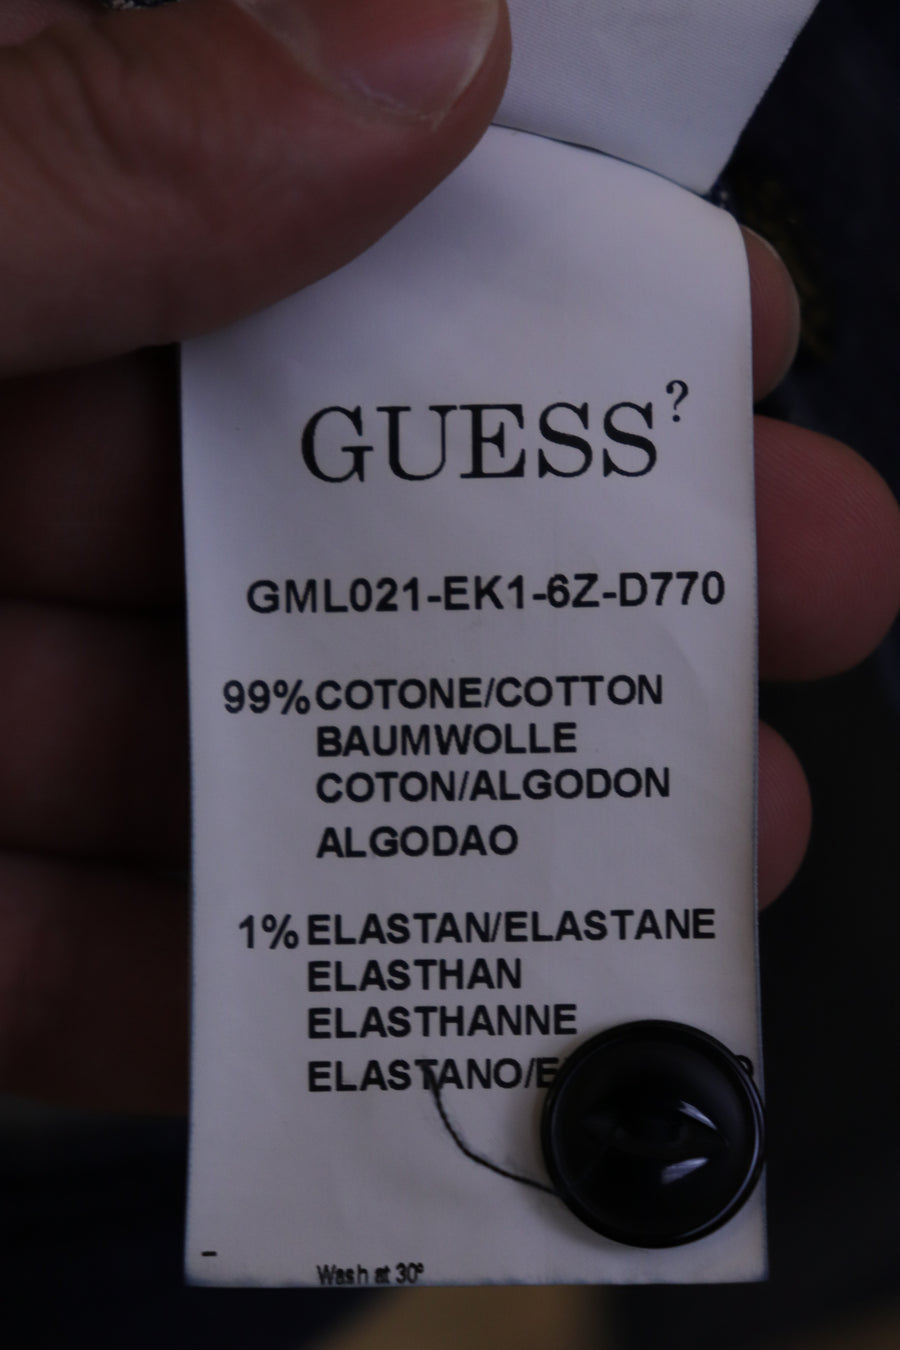 GUESS?
GML021-EK1-6Z-D770
99% COTONE/COTTON
BAUMWOLLE
COTON/ALGODON
ALGODAO
1% ELASTAN/ELASTANE
ELASTHAN
ELASTHANNE
ELASTANO/
Wash at 30°